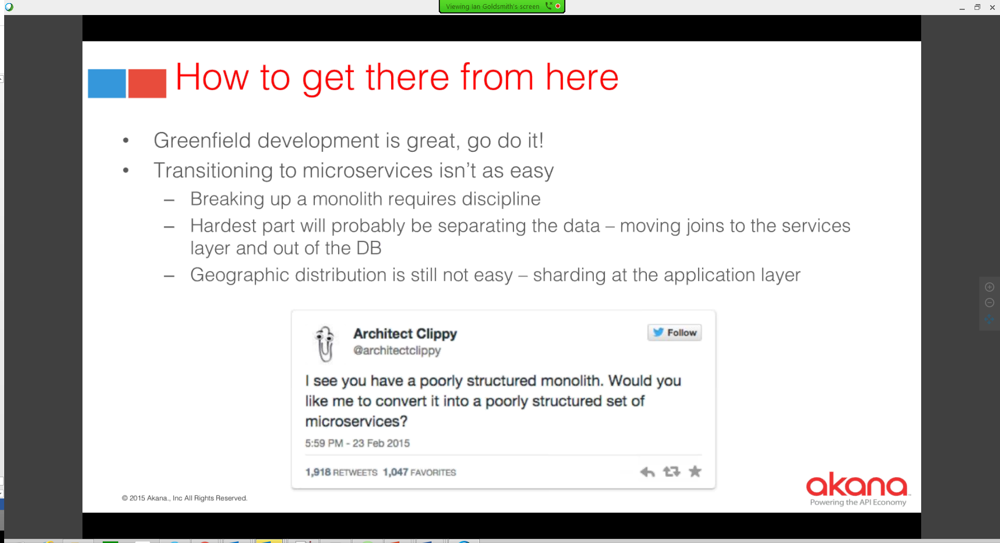 Viewing Ian Goldsmith's screen
How to get there from here
• Greenfield development is great, go do it!
• Transitioning to microservices isn't as easy
– Breaking up a monolith requires discipline
– Hardest part will probably be separating the data – moving joins to the services
layer and out of the DB
– Geographic distribution is still not easy – sharding at the application layer
Architect Clippy
Follow
@architectclippy
I see you have a poorly structured monolith. Would you
like me to convert it into a poorly structured set of
microservices?
5:59 PM - 23 Feb 2015
1,918 RETWEETS 1,047 FAVORITES
© 2015 Akana., Inc All Rights Reserved.
akana
Powering the API Economy